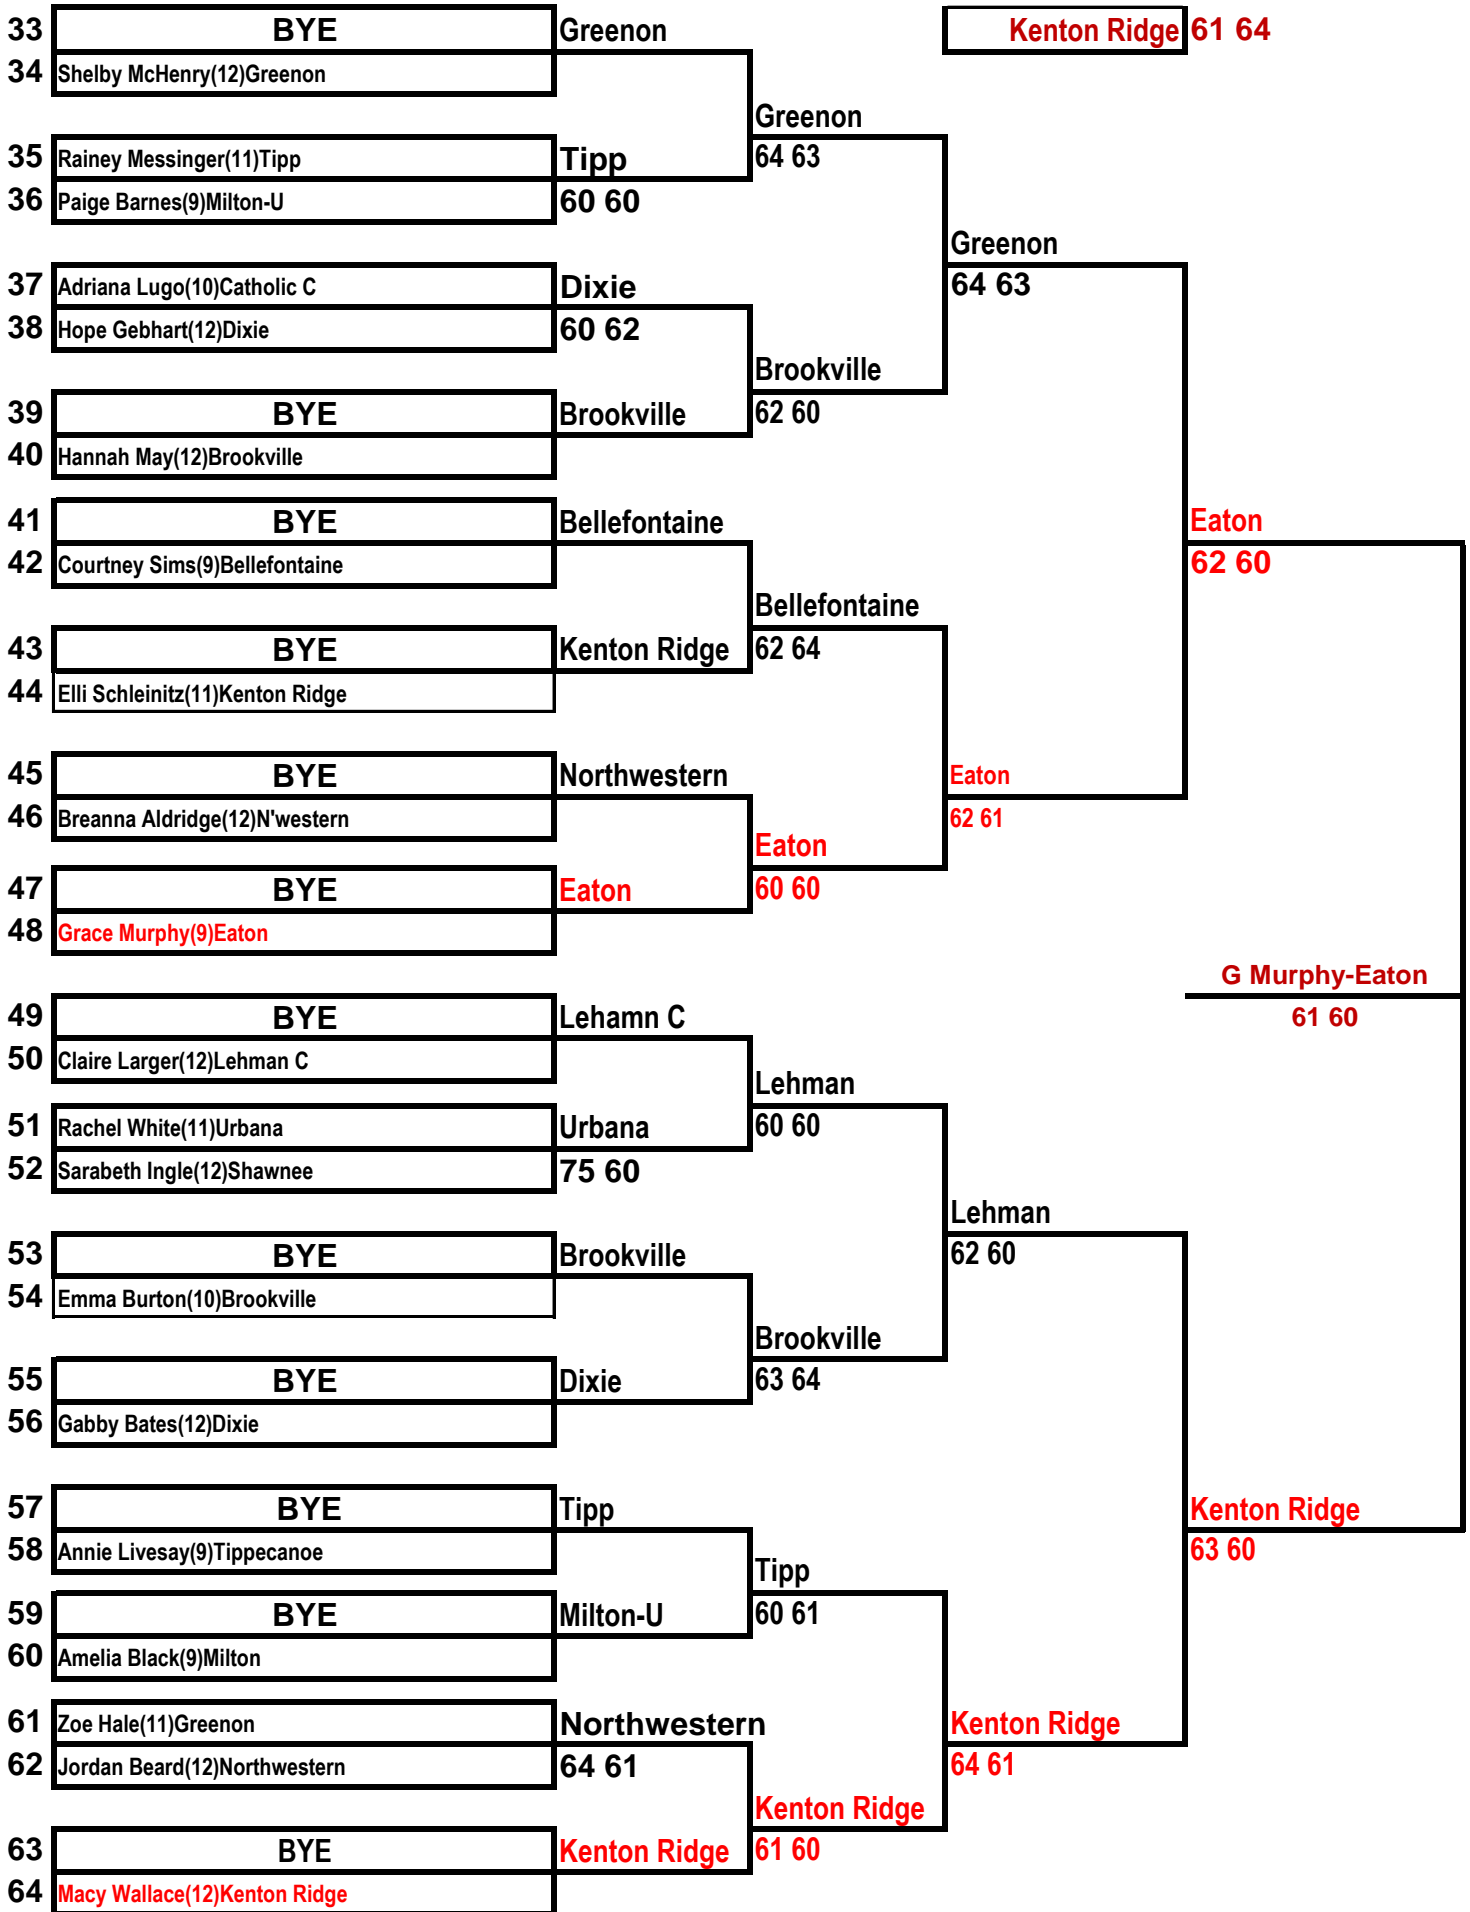 33 BYE Greenon Kenton Ridge 61 64
34 Shelby McHenry(12)Greenon
Greenon
35 Rainey Messinger(11)Tipp Tipp 64 63
36 Paige Barnes(9)Milton-U 60 60
Greenon
37 Adriana Lugo(10)Catholic C Dixie 64 63
38 Hope Gebhart(12)Dixie 60 62
Brookville
39 BYE Brookville 62 60
40 Hannah May(12)Brookville
41 BYE Bellefontaine Eaton
42 Courtney Sims(9)Bellefontaine 62 60
Bellefontaine
43 BYE Kenton Ridge 62 64
44 Elli Schleinitz(11)Kenton Ridge
45 BYE Northwestern Eaton
46 Breanna Aldridge(12)N'western 62 61
Eaton
47 BYE Eaton 60 60
48 Grace Murphy(9)Eaton
G Murphy-Eaton
49 BYE Lehamn C 61 60
50 Claire Larger(12)Lehman C
Lehman
51 Rachel White(11)Urbana Urbana 60 60
52 Sarabeth Ingle(12)Shawnee 75 60
Lehman
53 BYE Brookville 62 60
54 Emma Burton(10)Brookville
Brookville
55 BYE Dixie 63 64
56 Gabby Bates(12)Dixie
57 BYE Tipp Kenton Ridge
58 Annie Livesay(9)Tippecanoe 63 60
Tipp
59 BYE Milton-U 60 61
60 Amelia Black(9)Milton
61 Zoe Hale(11)Greenon Northwestern Kenton Ridge
62 Jordan Beard(12)Northwestern 64 61 64 61
Kenton Ridge
63 BYE Kenton Ridge 61 60
64 Macy Wallace(12)Kenton Ridge